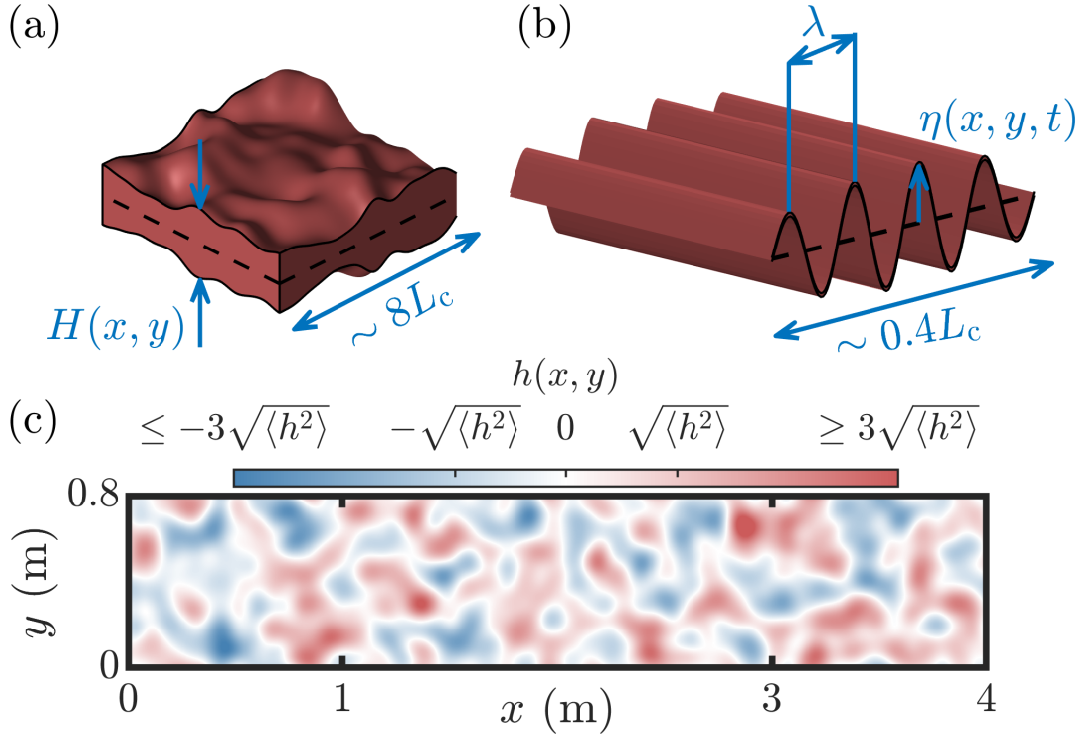 (a)
H(x, y)
∼ 8L_c
(b)
λ
η(x, y, t)
∼ 0.4L_c
(c)
h(x, y)
≤ −3√⟨h²⟩ −√⟨h²⟩ 0 √⟨h²⟩ ≥ 3√⟨h²⟩
0.8
y (m)
0
0 1 3 4
x (m)